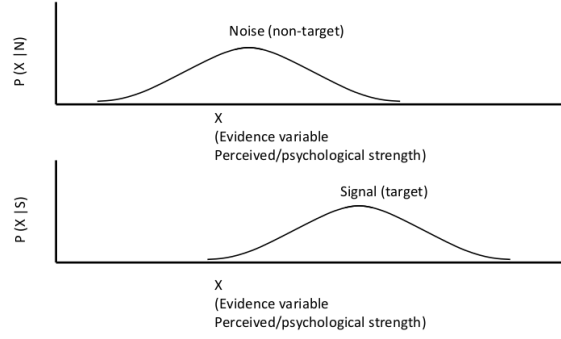 Noise (non-target)
P (X |N)
X
(Evidence variable
Perceived/psychological strength)
Signal (target)
P (X |S)
X
(Evidence variable
Perceived/psychological strength)